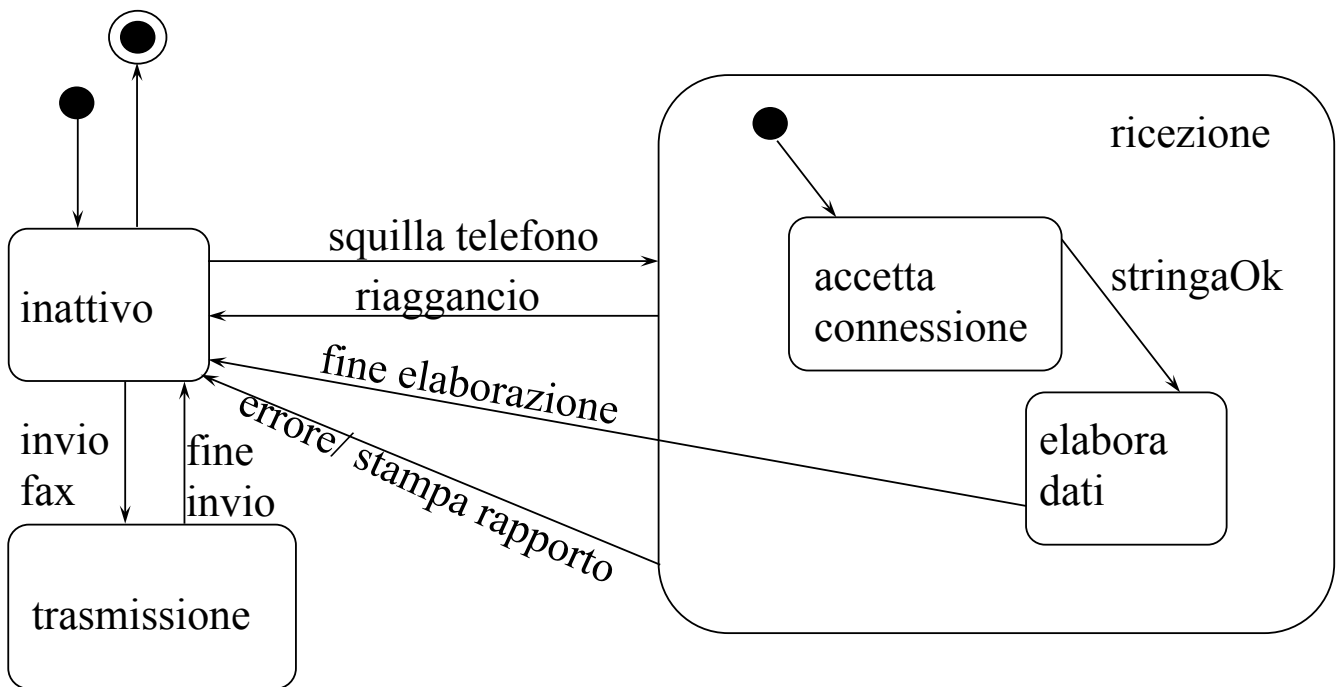 ricezione
squilla telefono
riaggancio
inattivo
accetta
connessione
stringaOk
fine elaborazione
errore/ stampa rapporto
invio
fax
fine
invio
elabora
dati
trasmissione